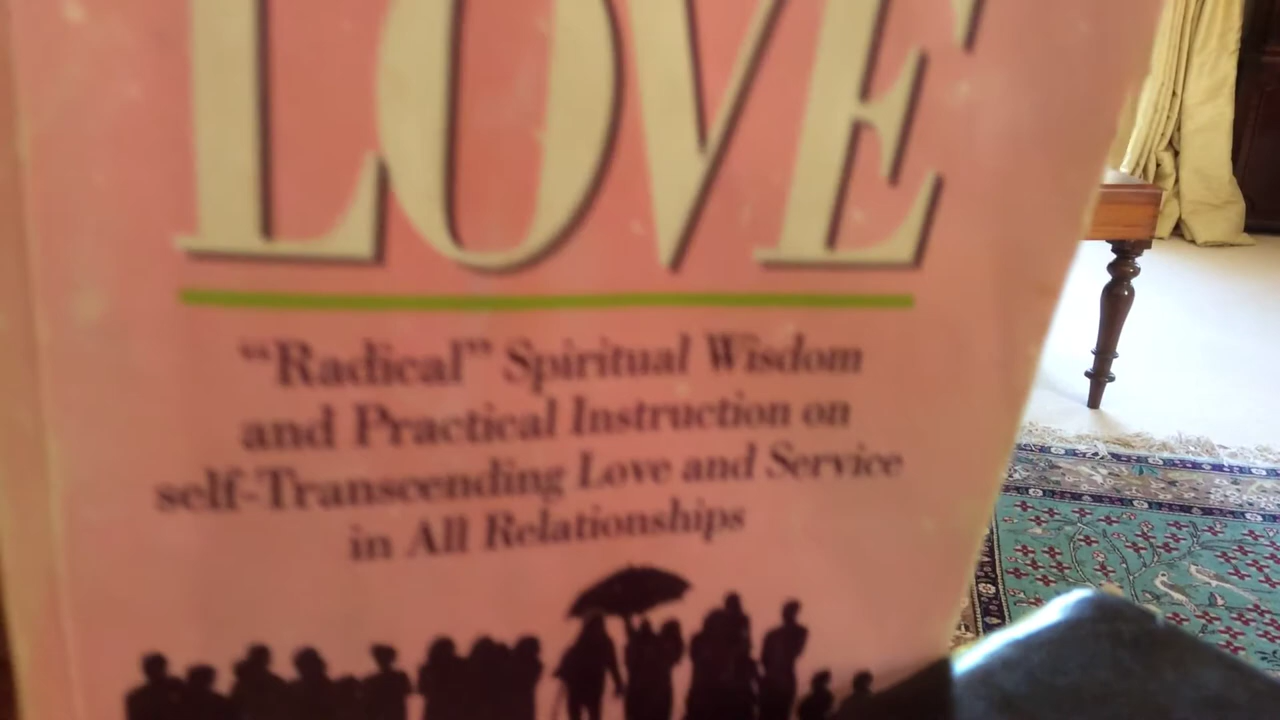 LOVE
“Radical” Spiritual Wisdom
and Practical Instruction on
self-Transcending Love and Service
in All Relationships